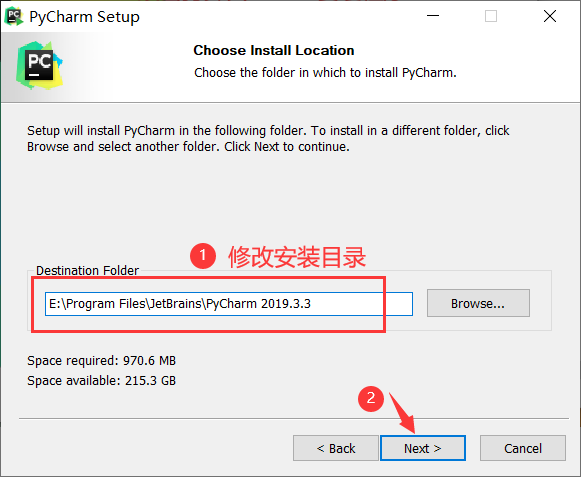 PyCharm Setup
PC
Choose Install Location
Choose the folder in which to install PyCharm.
Setup will install PyCharm in the following folder. To install in a different folder, click
Browse and select another folder. Click Next to continue.
1 修改安装目录
Destination Folder
E:\Program Files\JetBrains\PyCharm 2019.3.3
Browse...
Space required: 970.6 MB
Space available: 215.3 GB
2
< Back
Next >
Cancel